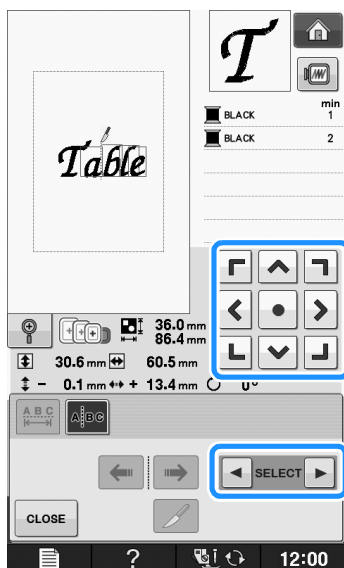 T
min
BLACK 1
BLACK 2
Table
36.0 mm
86.4 mm
30.6 mm 60.5 mm
- 0.1 mm + 13.4 mm 0°
A B C A BC
SELECT
CLOSE
? 12:00